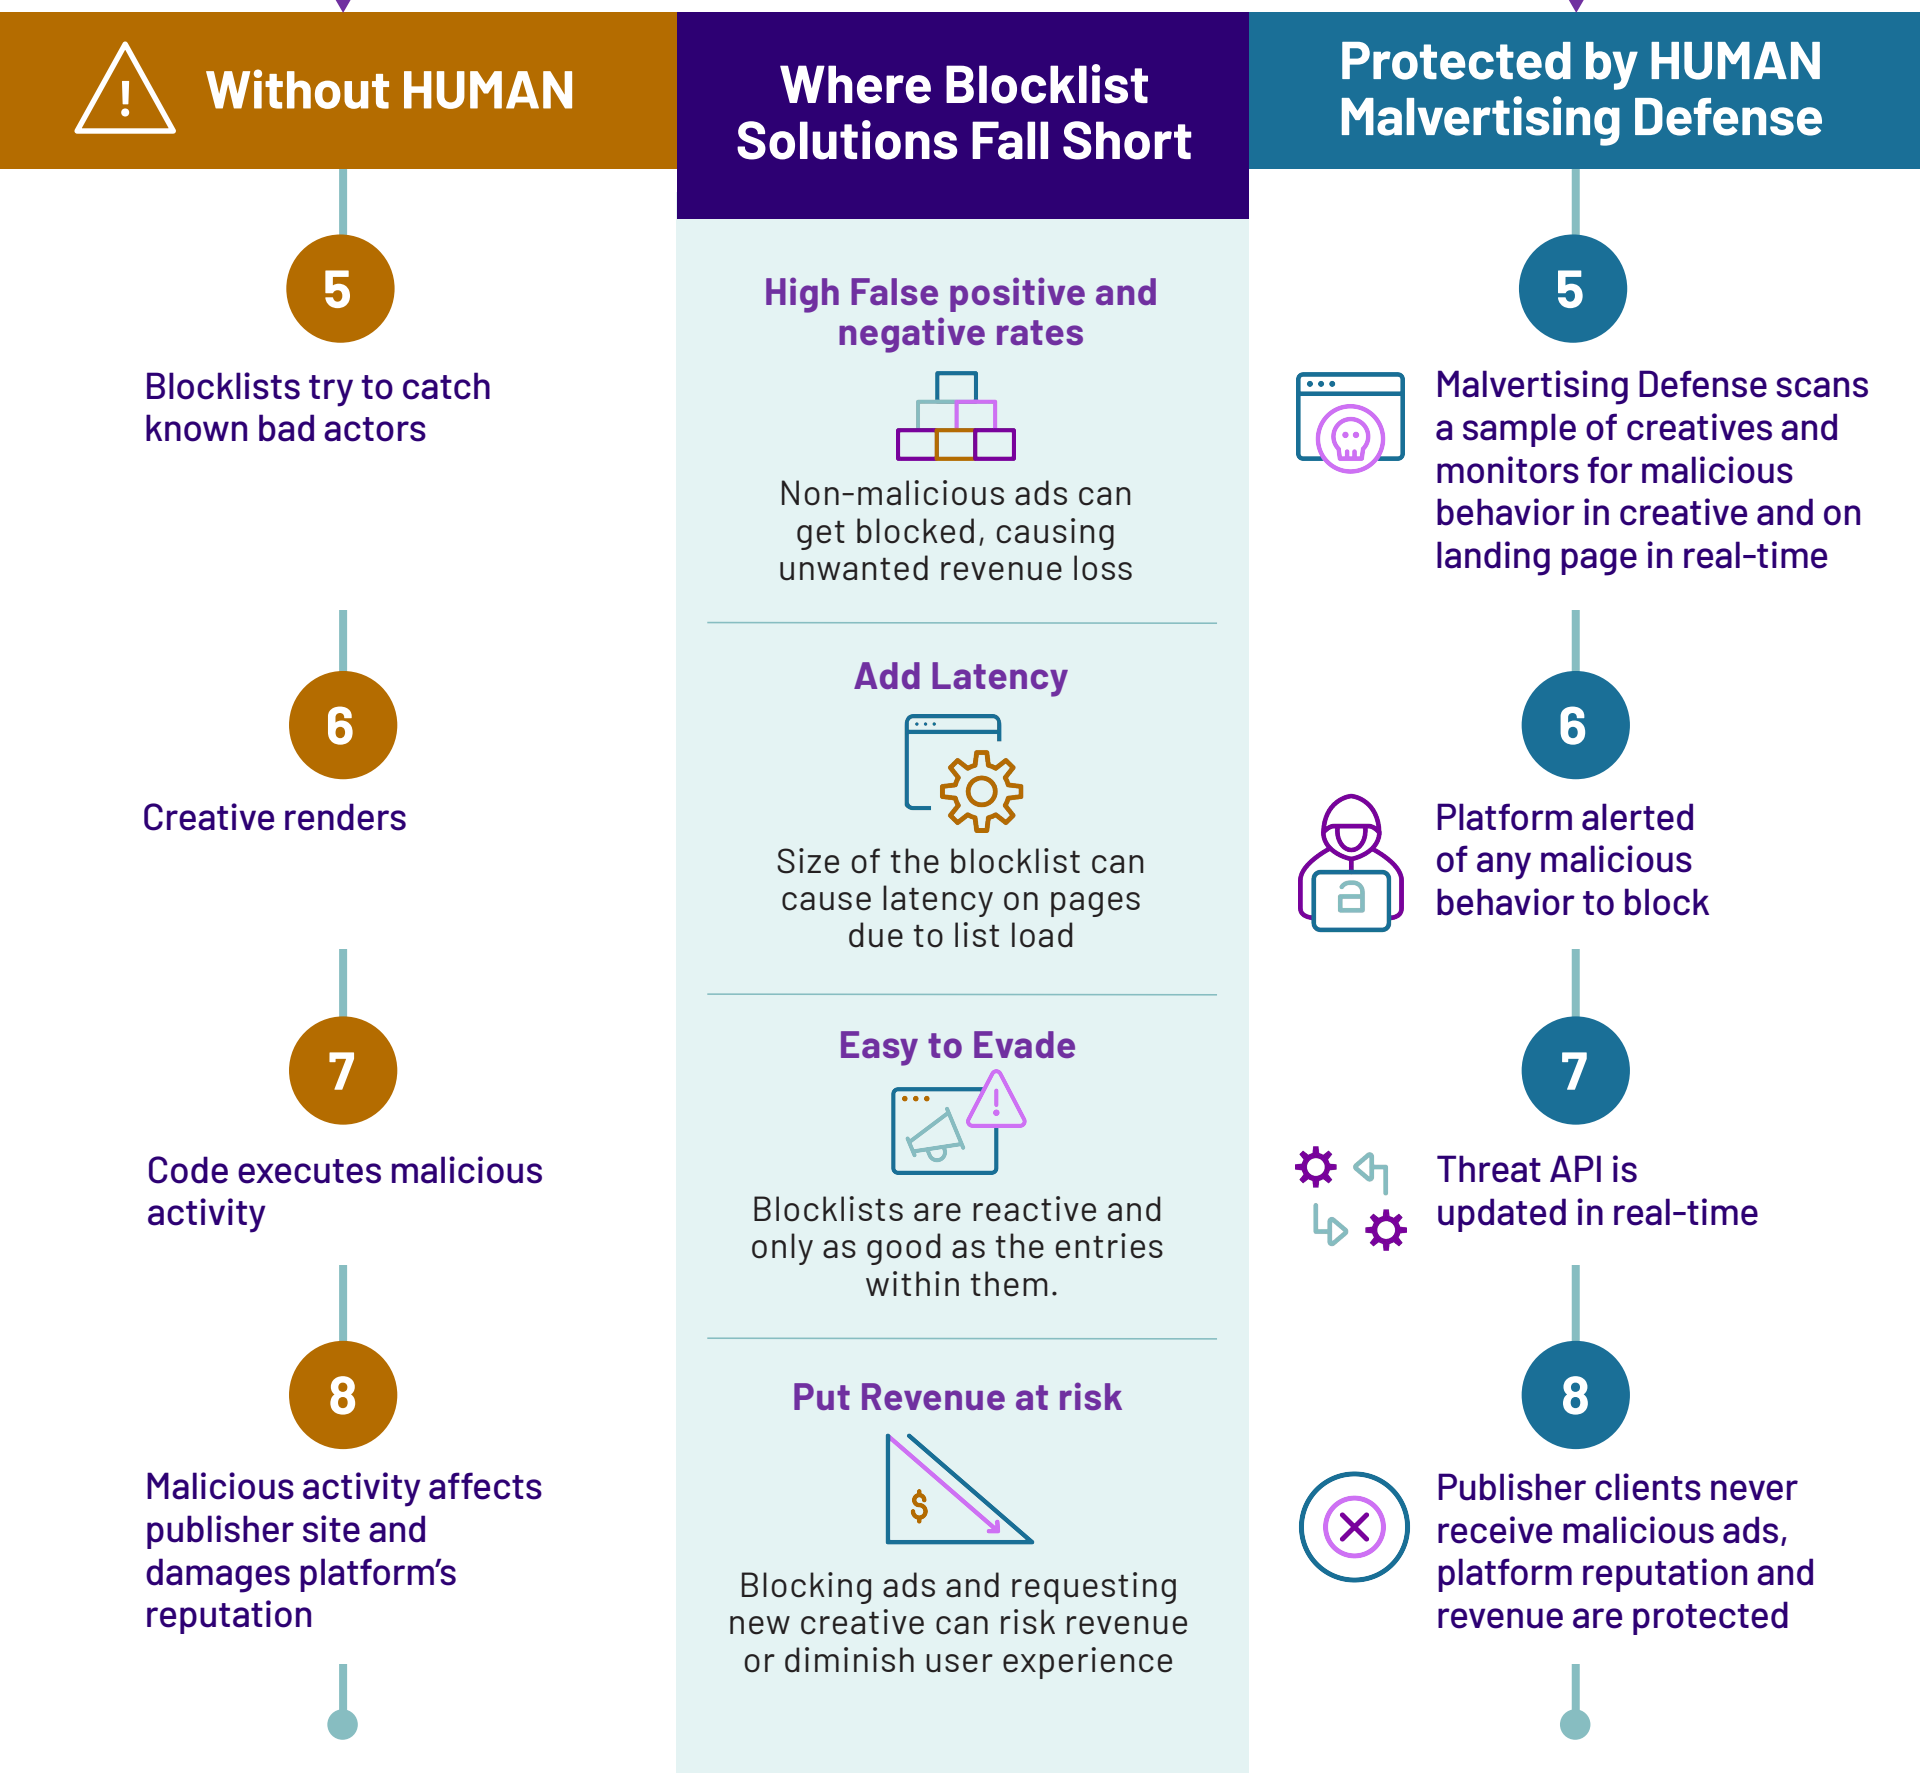 Without HUMAN
5
Blocklists try to catch
known bad actors
6
Creative renders
7
Code executes malicious
activity
8
Malicious activity affects
publisher site and
damages platform’s
reputation
Where Blocklist
Solutions Fall Short
High False positive and
negative rates
Non-malicious ads can
get blocked, causing
unwanted revenue loss
Add Latency
Size of the blocklist can
cause latency on pages
due to list load
Easy to Evade
Blocklists are reactive and
only as good as the entries
within them.
Put Revenue at risk
$
Blocking ads and requesting
new creative can risk revenue
or diminish user experience
Protected by HUMAN
Malvertising Defense
5
Malvertising Defense scans
a sample of creatives and
monitors for malicious
behavior in creative and on
landing page in real-time
6
Platform alerted
of any malicious
behavior to block
7
Threat API is
updated in real-time
8
Publisher clients never
receive malicious ads,
platform reputation and
revenue are protected